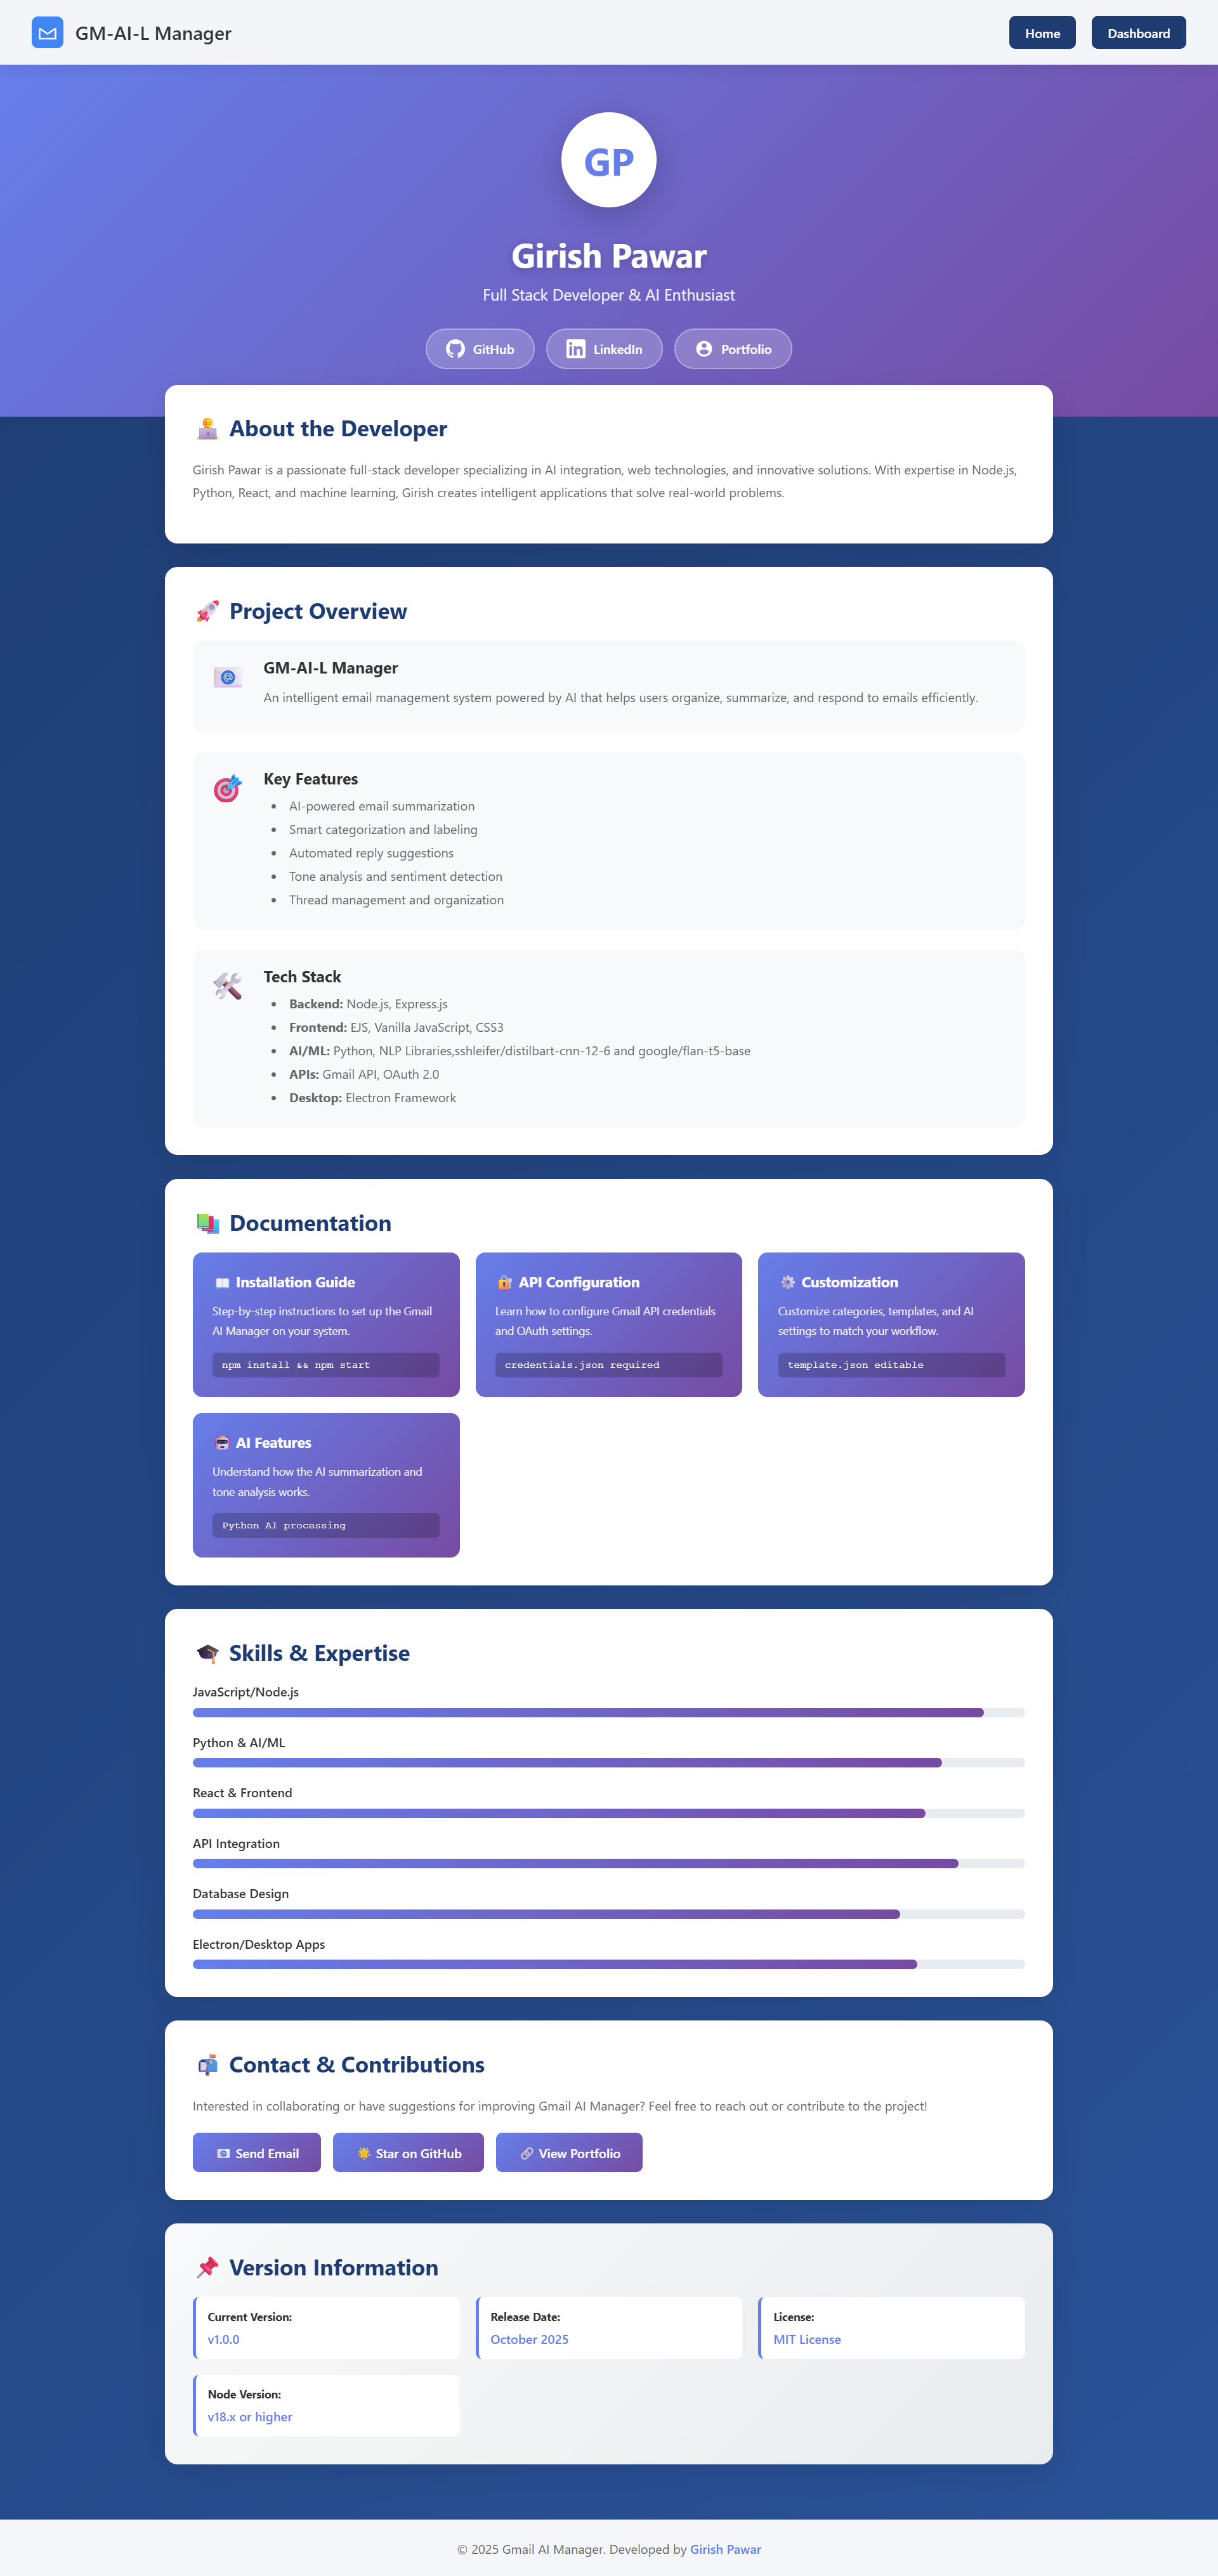 GM-AI-L Manager
Home
Dashboard
GP
Girish Pawar
Full Stack Developer & AI Enthusiast
GitHub
LinkedIn
Portfolio
About the Developer
Girish Pawar is a passionate full-stack developer specializing in AI integration, web technologies, and innovative solutions. With expertise in Node.js,
Python, React, and machine learning, Girish creates intelligent applications that solve real-world problems.
Project Overview
GM-AI-L Manager
An intelligent email management system powered by AI that helps users organize, summarize, and respond to emails efficiently.
Key Features
• AI-powered email summarization
• Smart categorization and labeling
• Automated reply suggestions
• Tone analysis and sentiment detection
• Thread management and organization
Tech Stack
• Backend: Node.js, Express.js
• Frontend: EJS, Vanilla JavaScript, CSS3
• AI/ML: Python, NLP Libraries,sshleifer/distilbart-cnn-12-6 and google/flan-t5-base
• APIs: Gmail API, OAuth 2.0
• Desktop: Electron Framework
Documentation
Installation Guide
Step-by-step instructions to set up the Gmail
AI Manager on your system.
npm install && npm start
API Configuration
Learn how to configure Gmail API credentials
and OAuth settings.
credentials.json required
Customization
Customize categories, templates, and AI
settings to match your workflow.
template.json editable
AI Features
Understand how the AI summarization and
tone analysis works.
Python AI processing
Skills & Expertise
JavaScript/Node.js
Python & AI/ML
React & Frontend
API Integration
Database Design
Electron/Desktop Apps
Contact & Contributions
Interested in collaborating or have suggestions for improving Gmail AI Manager? Feel free to reach out or contribute to the project!
Send Email
Star on GitHub
View Portfolio
Version Information
Current Version:
v1.0.0
Release Date:
October 2025
License:
MIT License
Node Version:
v18.x or higher
© 2025 Gmail AI Manager. Developed by Girish Pawar